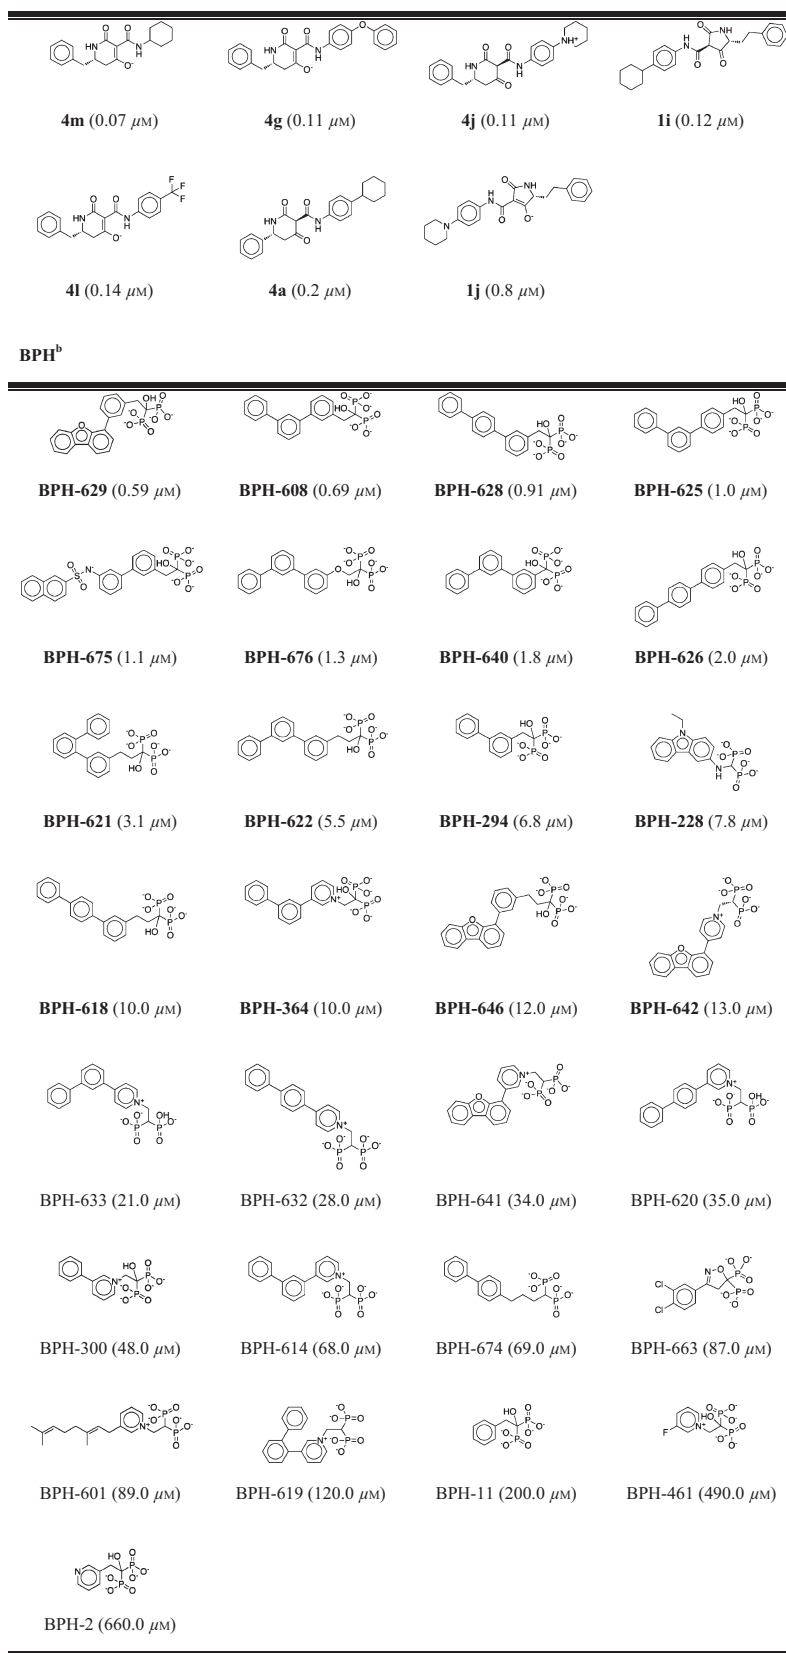 4m (0.07 μM) 4g (0.11 μM) 4j (0.11 μM) 1i (0.12 μM)
4l (0.14 μM) 4a (0.2 μM) 1j (0.8 μM)
BPHᵇ
BPH-629 (0.59 μM) BPH-608 (0.69 μM) BPH-628 (0.91 μM) BPH-625 (1.0 μM)
BPH-675 (1.1 μM) BPH-676 (1.3 μM) BPH-640 (1.8 μM) BPH-626 (2.0 μM)
BPH-621 (3.1 μM) BPH-622 (5.5 μM) BPH-294 (6.8 μM) BPH-228 (7.8 μM)
BPH-618 (10.0 μM) BPH-364 (10.0 μM) BPH-646 (12.0 μM) BPH-642 (13.0 μM)
BPH-633 (21.0 μM) BPH-632 (28.0 μM) BPH-641 (34.0 μM) BPH-620 (35.0 μM)
BPH-300 (48.0 μM) BPH-614 (68.0 μM) BPH-674 (69.0 μM) BPH-663 (87.0 μM)
BPH-601 (89.0 μM) BPH-619 (120.0 μM) BPH-11 (200.0 μM) BPH-461 (490.0 μM)
BPH-2 (660.0 μM)